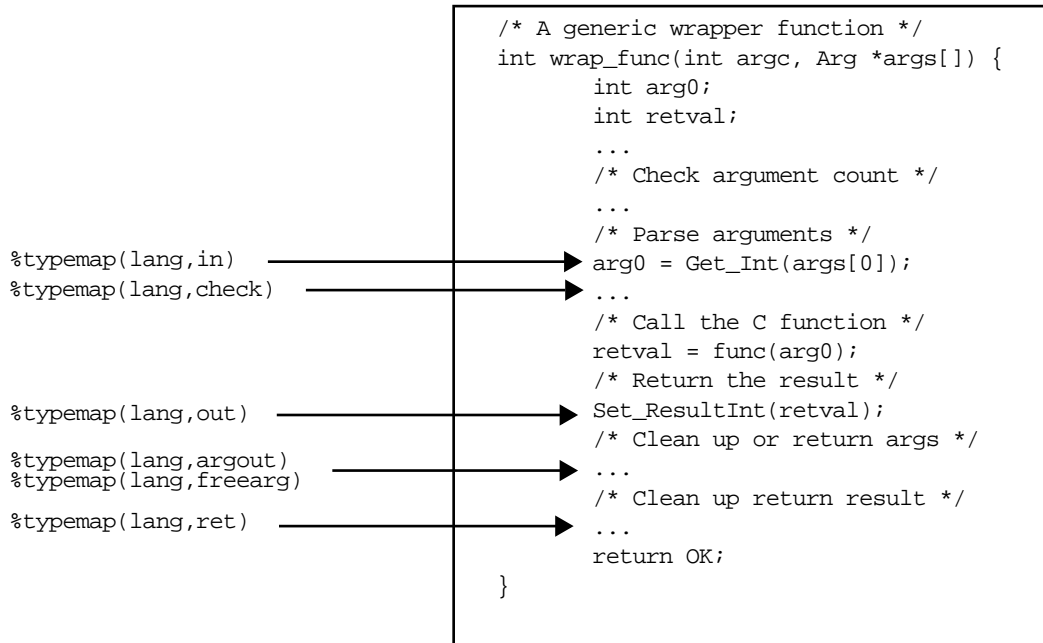 /* A generic wrapper function */
int wrap_func(int argc, Arg *args[]) {
int arg0;
int retval;
...
/* Check argument count */
...
/* Parse arguments */
%typemap(lang,in)
arg0 = Get_Int(args[0]);
%typemap(lang,check)
...
/* Call the C function */
retval = func(arg0);
/* Return the result */
%typemap(lang,out)
Set_ResultInt(retval);
/* Clean up or return args */
%typemap(lang,argout)
%typemap(lang,freearg)
...
/* Clean up return result */
%typemap(lang,ret)
...
return OK;
}